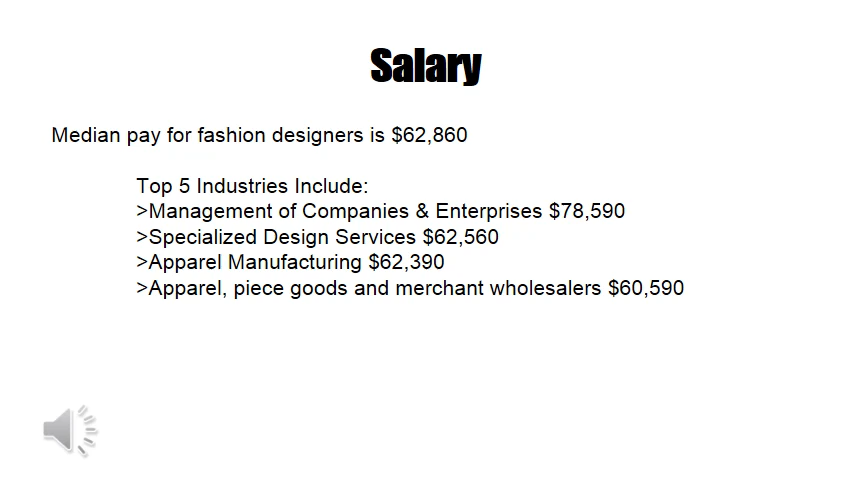 Salary
Median pay for fashion designers is $62,860
Top 5 Industries Include:
>Management of Companies & Enterprises $78,590
>Specialized Design Services $62,560
>Apparel Manufacturing $62,390
>Apparel, piece goods and merchant wholesalers $60,590